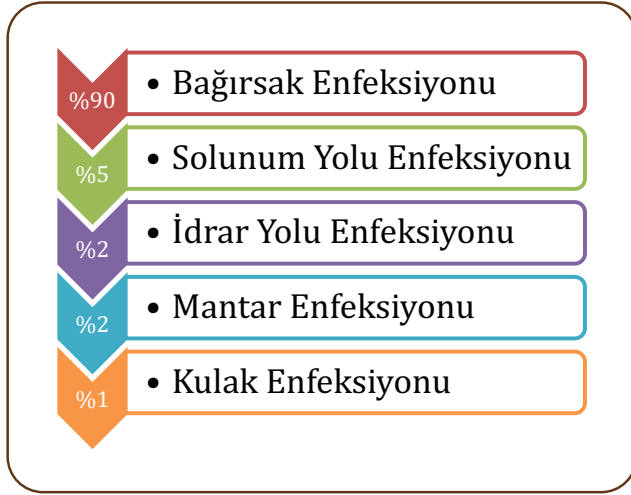 %90 • Bağırsak Enfeksiyonu
%5 • Solunum Yolu Enfeksiyonu
%2 • İdrar Yolu Enfeksiyonu
%2 • Mantar Enfeksiyonu
%1 • Kulak Enfeksiyonu